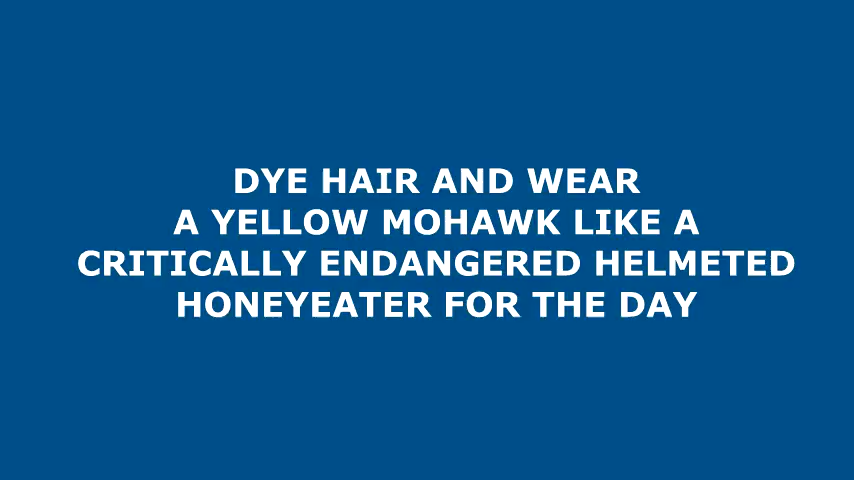 DYE HAIR AND WEAR
A YELLOW MOHAWK LIKE A
CRITICALLY ENDANGERED HELMETED
HONEYEATER FOR THE DAY